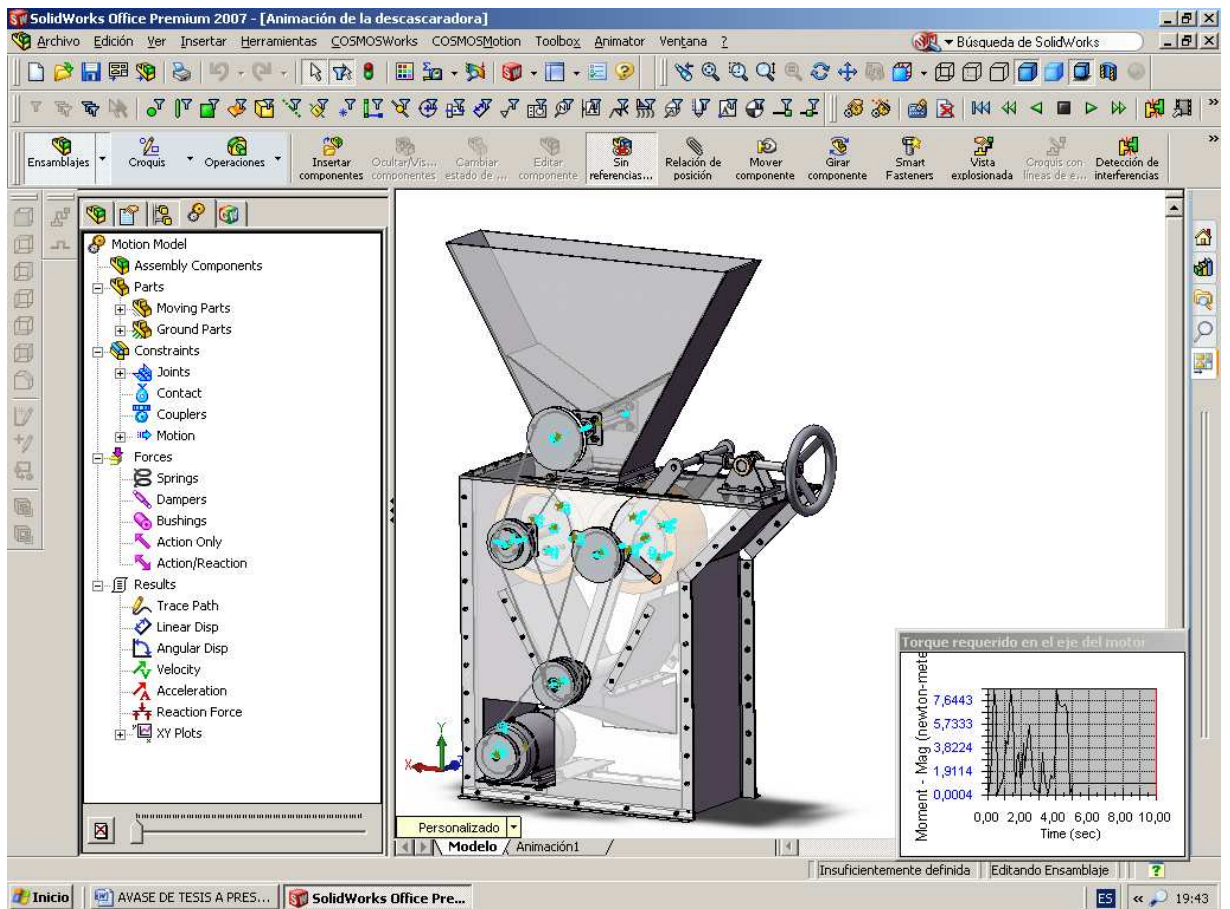 SolidWorks Office Premium 2007 - [Animación de la descascaradora]
Archivo Edición Ver Insertar Herramientas COSMOSWorks COSMOSMotion Toolbox Animator Ventana ? Búsqueda de SolidWorks
Ensamblajes
Croquis
Operaciones
Insertar componentes
Ocultar/Vis... componentes
Cambiar estado de ...
Editar componente
Sin referencias...
Relación de posición
Mover componente
Girar componente
Smart Fasteners
Vista explosionada
Croquis con líneas de e...
Detección de interferencias
Motion Model
Assembly Components
Parts
Moving Parts
Ground Parts
Constraints
Joints
Contact
Couplers
Motion
Forces
Springs
Dampers
Bushings
Action Only
Action/Reaction
Results
Trace Path
Linear Disp
Angular Disp
Velocity
Acceleration
Reaction Force
XY Plots
Y
X
Torque requerido en el eje del motor
Moment - Mag (newton-mete
7,6443
5,7333
3,8224
1,9114
0,0004
0,00 2,00 4,00 6,00 8,00 10,00
Time (sec)
Personalizado
Modelo Animación1
Insuficientemente definida Editando Ensamblaje ?
Inicio AVASE DE TESIS A PRES... SolidWorks Office Pre... ES « 19:43